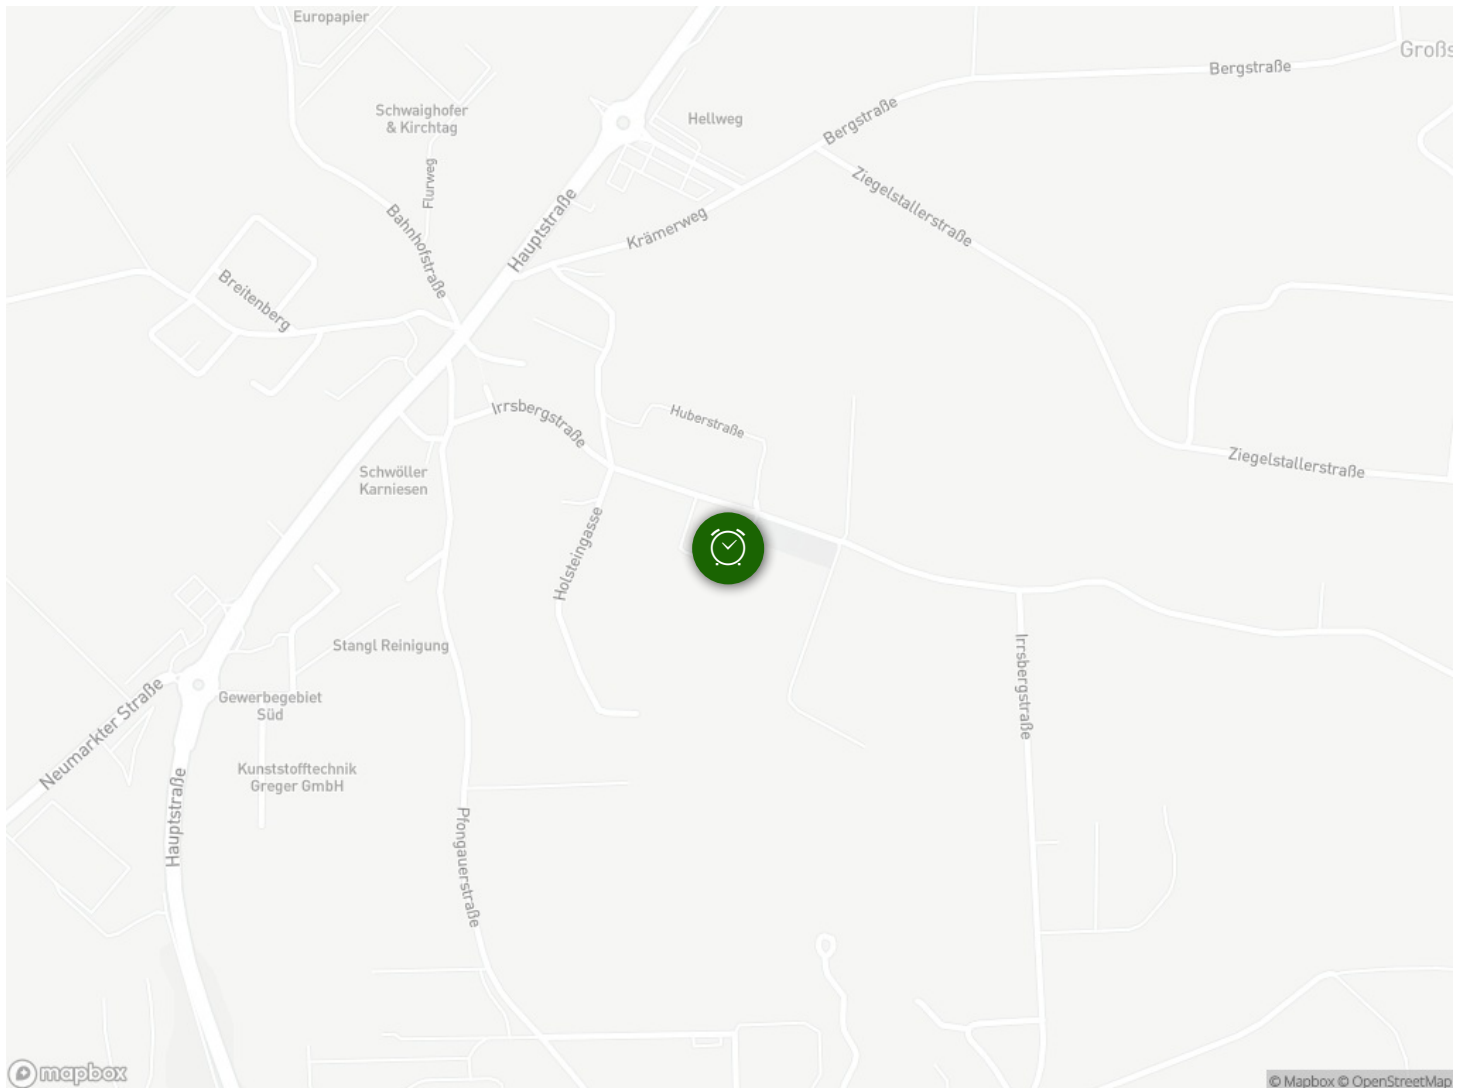 Europapier
Großs
Bergstraße
Schwaighofer
& Kirchtag
Hellweg
Bergstraße
Flurweg
Ziegelstallerstraße
Bahnhofstraße
Hauptstraße
Krämerweg
Breitenberg
Irrsbergstraße
Huberstraße
Ziegelstallerstraße
Schwöller
Karniesen
Holsteingasse
Stangl Reinigung
Irrsbergstraße
Gewerbegebiet
Süd
Neumarkter Straße
Kunststofftechnik
Greger GmbH
Hauptstraße
Pfongauerstraße
mapbox
© Mapbox © OpenStreetMap